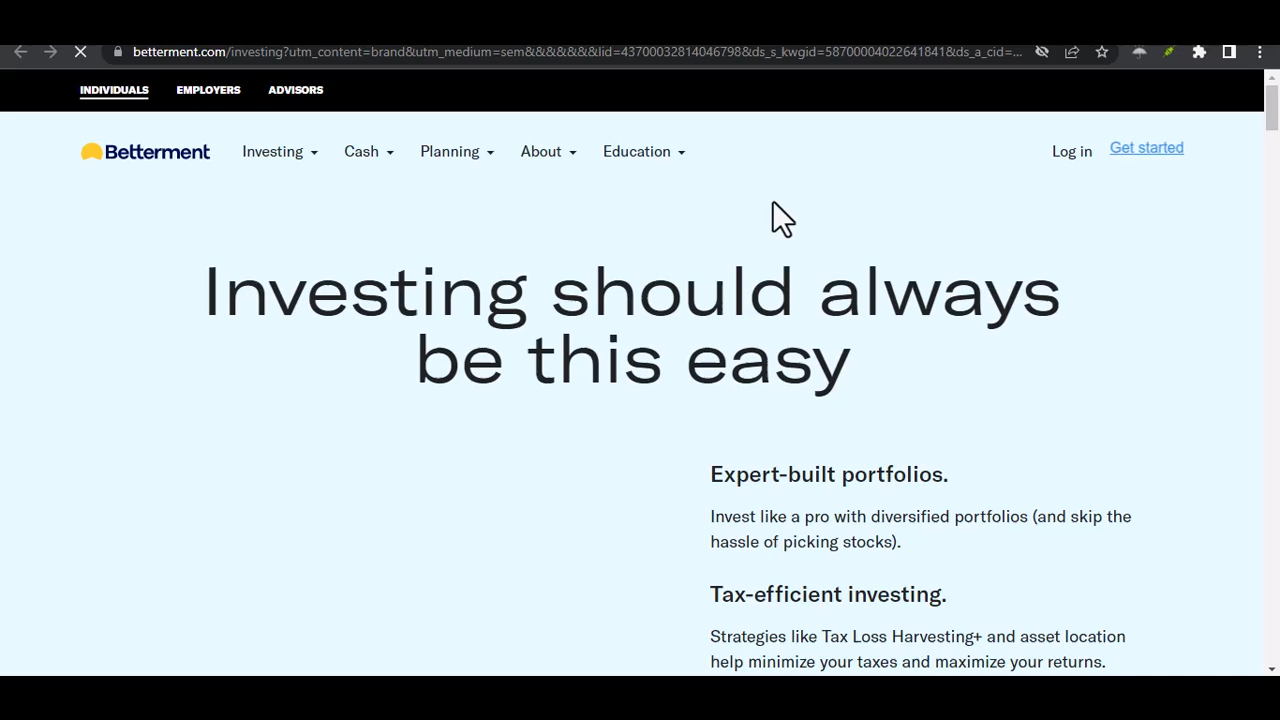 betterment.com/investing?utm_content=brand&utm_medium=sem&&&&&&&lid=43700032814046798&ds_s_kwgid=58700004022641841&ds_a_cid=...
INDIVIDUALS EMPLOYERS ADVISORS
Betterment Investing Cash Planning About Education Log in Get started
Investing should always
be this easy
Expert-built portfolios.
Invest like a pro with diversified portfolios (and skip the
hassle of picking stocks).
Tax-efficient investing.
Strategies like Tax Loss Harvesting+ and asset location
help minimize your taxes and maximize your returns.